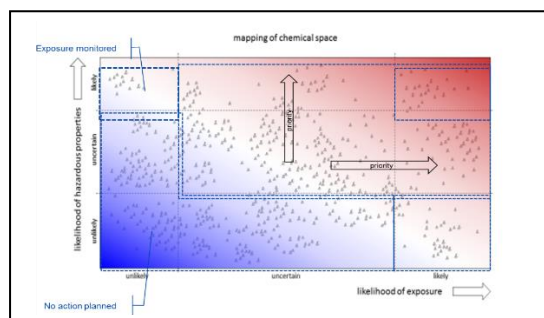 mapping of chemical space
Exposure monitored
likelihood of hazardous properties
likely
uncertain
unlikely
priority
priority
unlikely
uncertain
likely
likelihood of exposure
No action planned